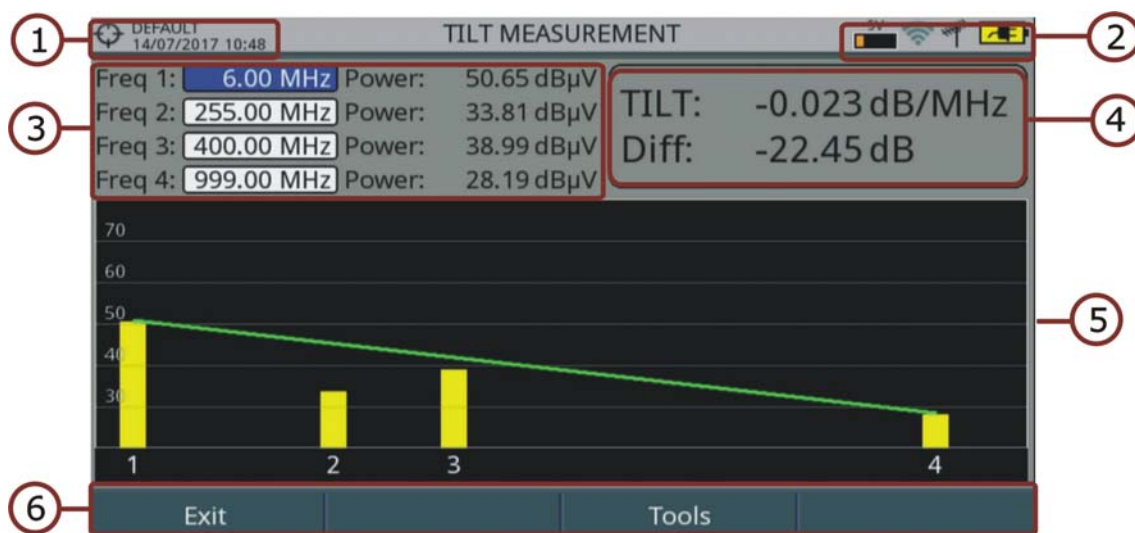 1
DEFAULT
14/07/2017 10:48
TILT MEASUREMENT
5V
2
3
Freq 1: 6.00 MHz Power: 50.65 dBµV
Freq 2: 255.00 MHz Power: 33.81 dBµV
Freq 3: 400.00 MHz Power: 38.99 dBµV
Freq 4: 999.00 MHz Power: 28.19 dBµV
TILT: -0.023 dB/MHz
Diff: -22.45 dB
4
70
60
50
40
30
1 2 3 4
5
6
Exit Tools